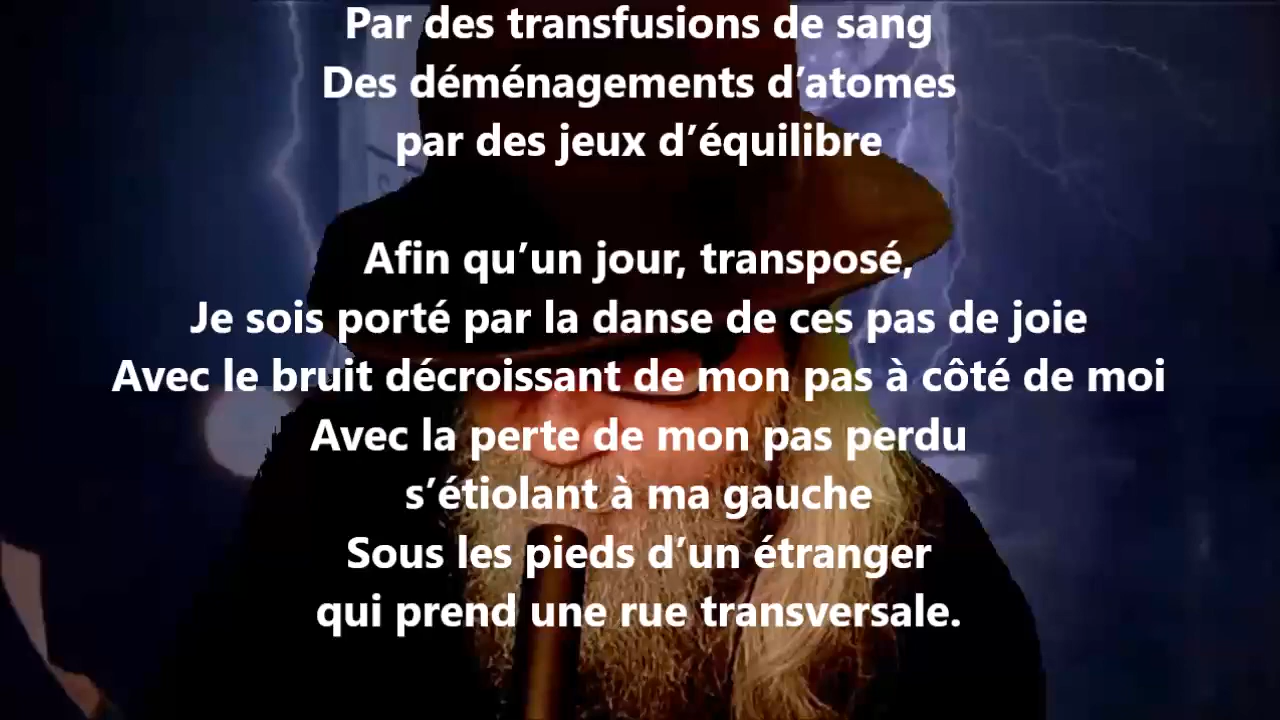 Par des transfusions de sang
Des déménagements d’atomes
par des jeux d’équilibre
Afin qu’un jour, transposé,
Je sois porté par la danse de ces pas de joie
Avec le bruit décroissant de mon pas à côté de moi
Avec la perte de mon pas perdu
s’étiolant à ma gauche
Sous les pieds d’un étranger
qui prend une rue transversale.